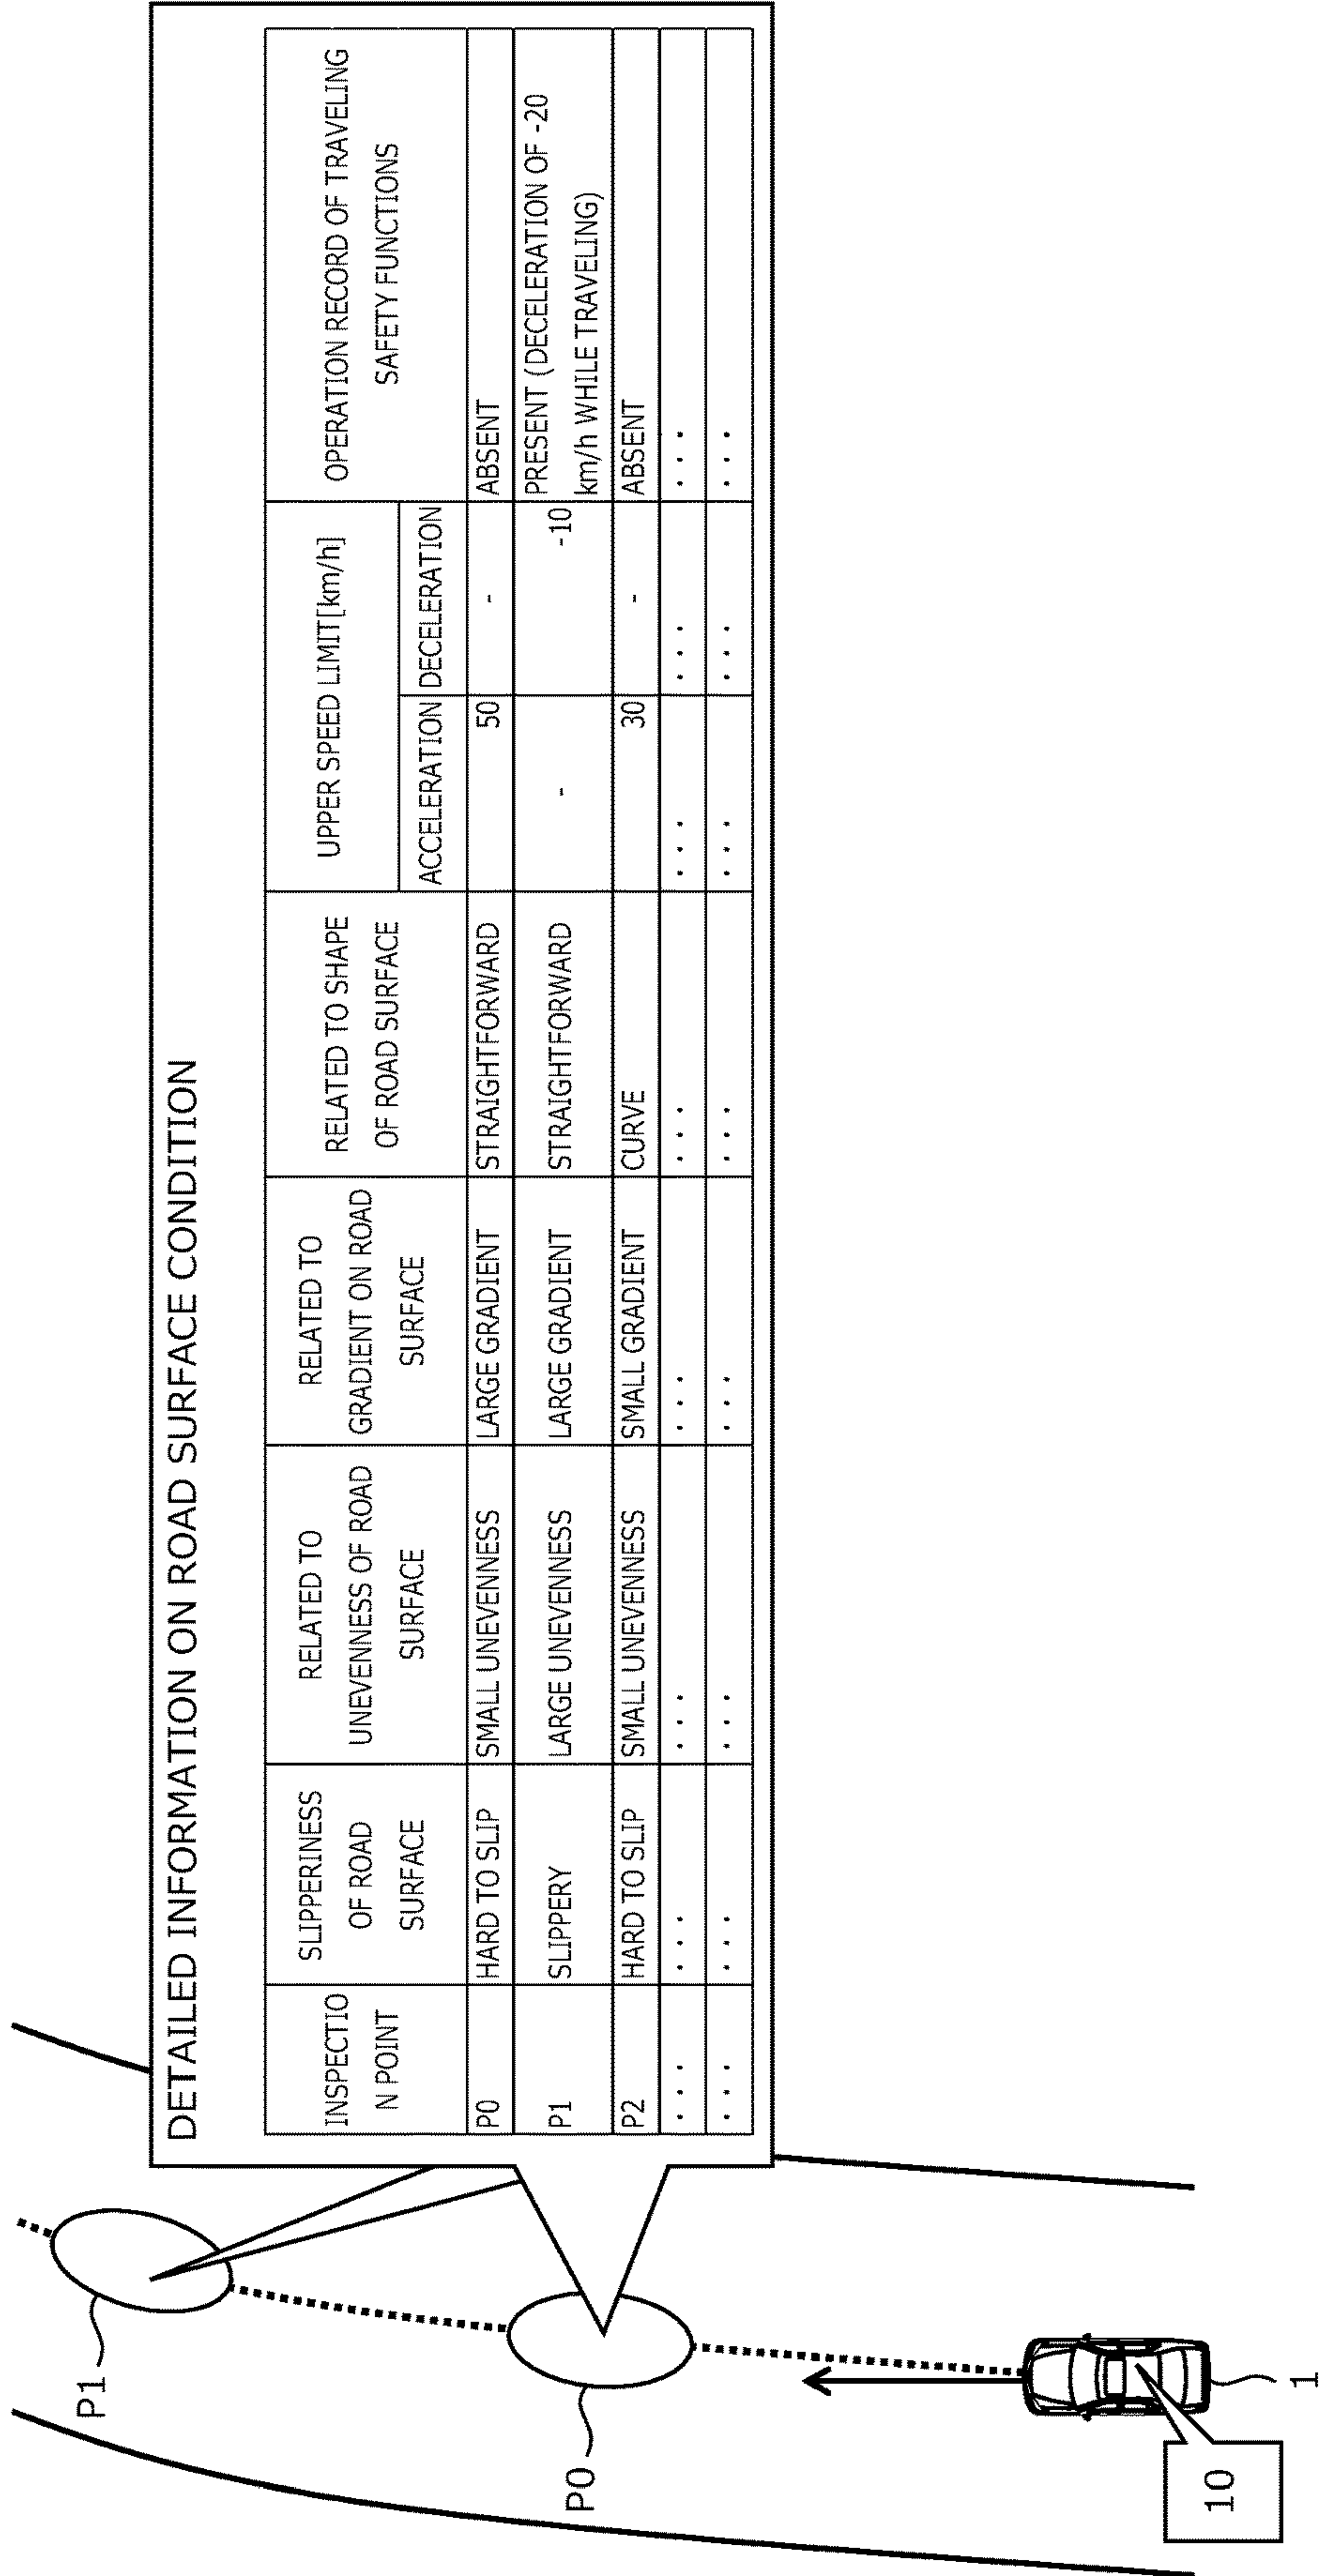 DETAILED INFORMATION ON ROAD SURFACE CONDITION
INSPECTIO
N POINT
SLIPPERINESS
OF ROAD
SURFACE
RELATED TO
UNEVENNESS OF ROAD
SURFACE
RELATED TO
GRADIENT ON ROAD
SURFACE
RELATED TO SHAPE
OF ROAD SURFACE
UPPER SPEED LIMIT[km/h]
ACCELERATION
DECELERATION
OPERATION RECORD OF TRAVELING
SAFETY FUNCTIONS
P0 HARD TO SLIP SMALL UNEVENNESS LARGE GRADIENT STRAIGHTFORWARD 50 - ABSENT
P1 SLIPPERY LARGE UNEVENNESS LARGE GRADIENT STRAIGHTFORWARD - -10 PRESENT (DECELERATION OF -20
km/h WHILE TRAVELING)
P2 HARD TO SLIP SMALL UNEVENNESS SMALL GRADIENT CURVE 30 - ABSENT
... ... ... ... ... ... ... ...
... ... ... ... ... ... ... ...
P1
P0
10
1